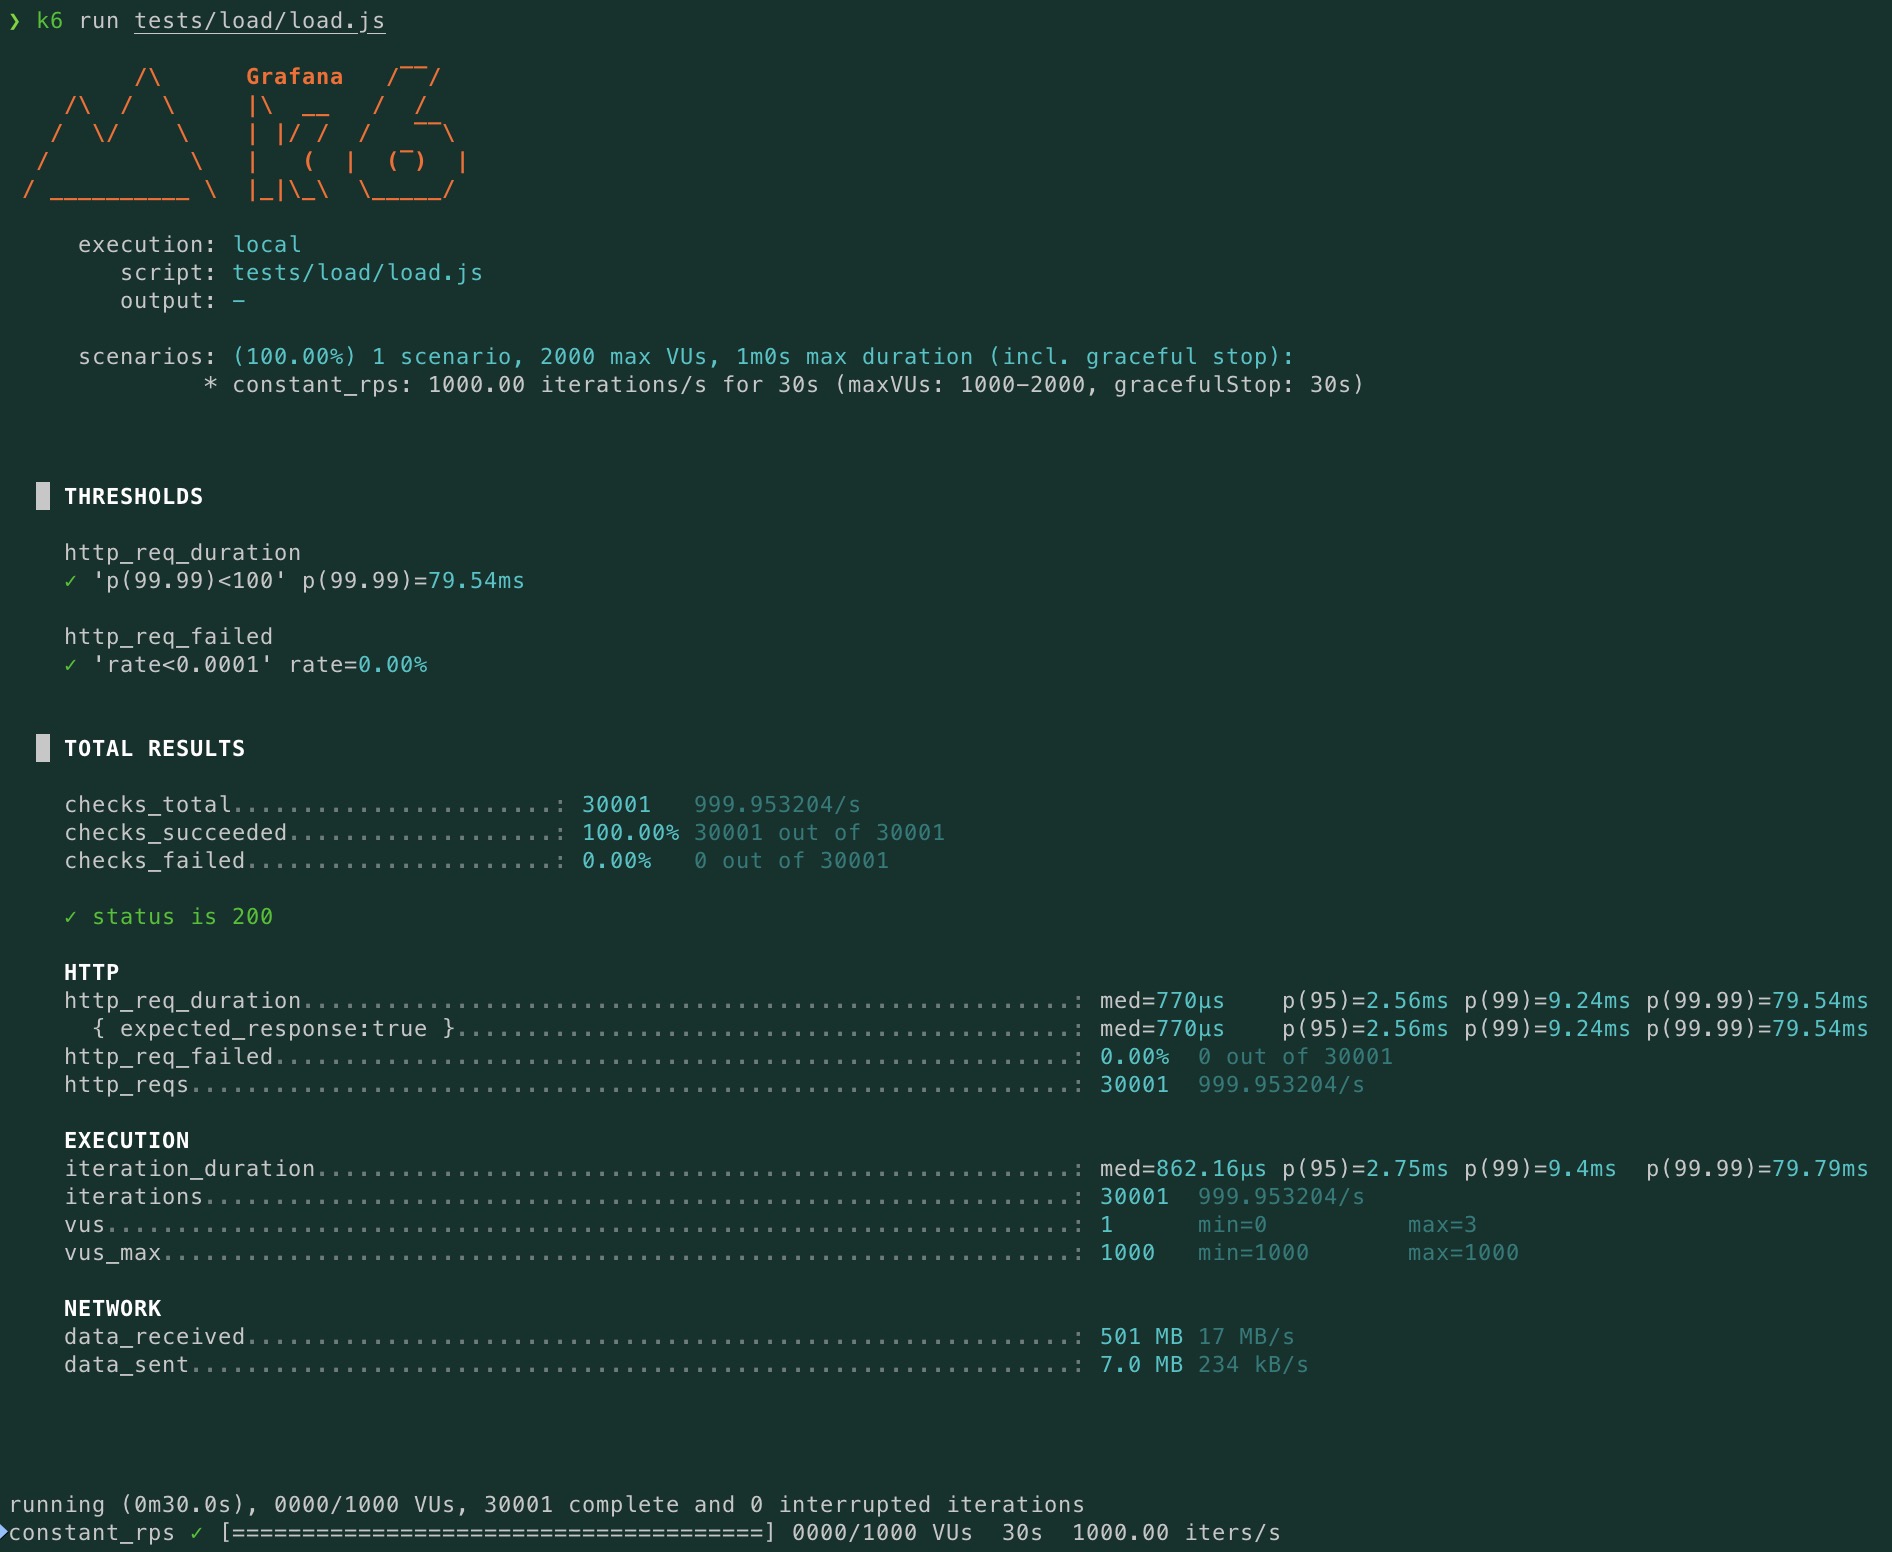 ❯ k6 run tests/load/load.js
         /\      Grafana   /‾‾/
    /\  /  \     |\  __   /  /
   /  \/    \    | |/ /  /   ‾‾\
  /          \   |   (  |  (‾)  |
 / __________ \  |_|\_\  \_____/
execution: local
script: tests/load/load.js
output: -
scenarios: (100.00%) 1 scenario, 2000 max VUs, 1m0s max duration (incl. graceful stop):
* constant_rps: 1000.00 iterations/s for 30s (maxVUs: 1000-2000, gracefulStop: 30s)
█ THRESHOLDS
http_req_duration
✓ 'p(99.99)<100' p(99.99)=79.54ms
http_req_failed
✓ 'rate<0.0001' rate=0.00%
█ TOTAL RESULTS
checks_total.......................: 30001   999.953204/s
checks_succeeded...................: 100.00% 30001 out of 30001
checks_failed......................: 0.00%   0 out of 30001
✓ status is 200
HTTP
http_req_duration.......................................................: med=770µs    p(95)=2.56ms p(99)=9.24ms p(99.99)=79.54ms
{ expected_response:true }............................................: med=770µs    p(95)=2.56ms p(99)=9.24ms p(99.99)=79.54ms
http_req_failed.........................................................: 0.00%  0 out of 30001
http_reqs...............................................................: 30001  999.953204/s
EXECUTION
iteration_duration......................................................: med=862.16µs p(95)=2.75ms p(99)=9.4ms  p(99.99)=79.79ms
iterations..............................................................: 30001  999.953204/s
vus.....................................................................: 1      min=0          max=3
vus_max.................................................................: 1000   min=1000       max=1000
NETWORK
data_received...........................................................: 501 MB 17 MB/s
data_sent...............................................................: 7.0 MB 234 kB/s
running (0m30.0s), 0000/1000 VUs, 30001 complete and 0 interrupted iterations
constant_rps ✓ [======================================] 0000/1000 VUs  30s  1000.00 iters/s